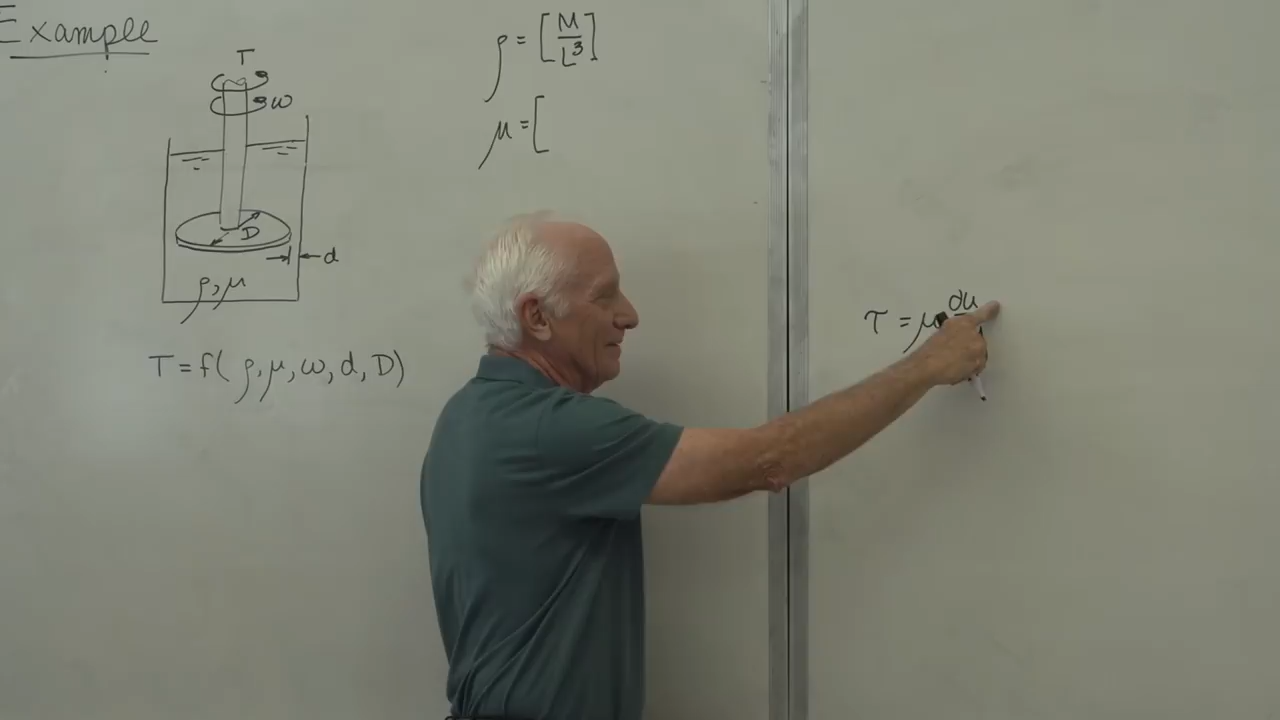 Example
T
ω
D
d
ρ, μ
T = f( ρ, μ, ω, d, D)
ρ = [M/L³]
μ = [
τ = μ du